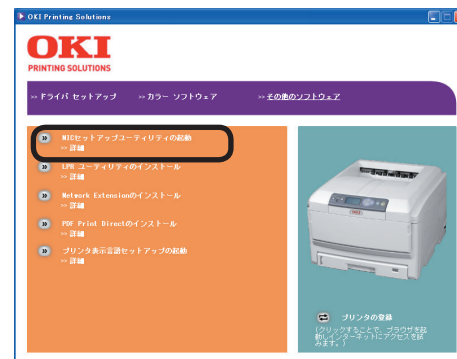 OKI Printing Solutions
OKI
PRINTING SOLUTIONS
ドライバ セットアップ
カラー ソフトウェア
その他のソフトウェア
NICセットアップユーティリティの起動
詳細
LPR ユーティリティのインストール
詳細
Network Extensionのインストール
詳細
PDF Print Directのインストール
詳細
プリンタ表示言語セットアップの起動
詳細
プリンタの登録
(クリックすることで、ブラウザを起
動しインターネットにアクセスを試
みます。)